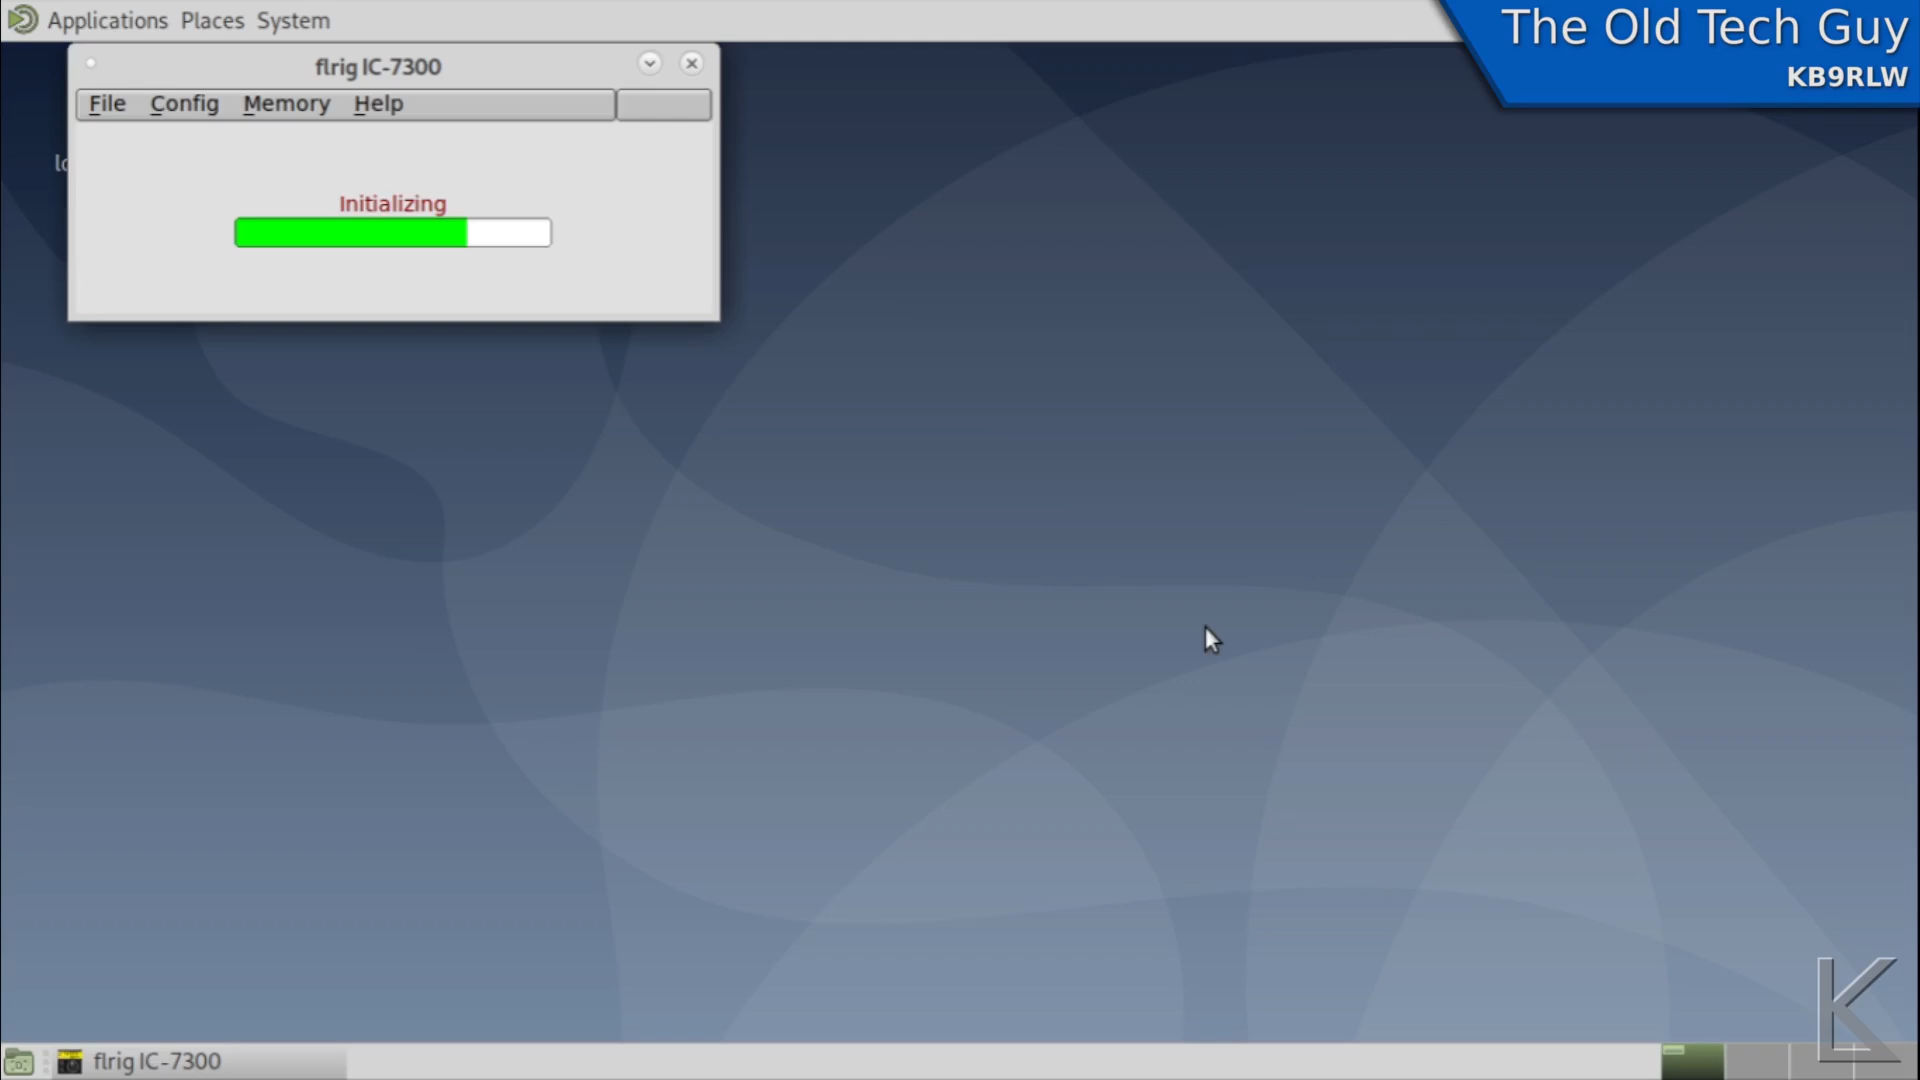 Applications Places System
The Old Tech Guy
KB9RLW
flrig IC-7300
File Config Memory Help
Initializing
flrig IC-7300
K